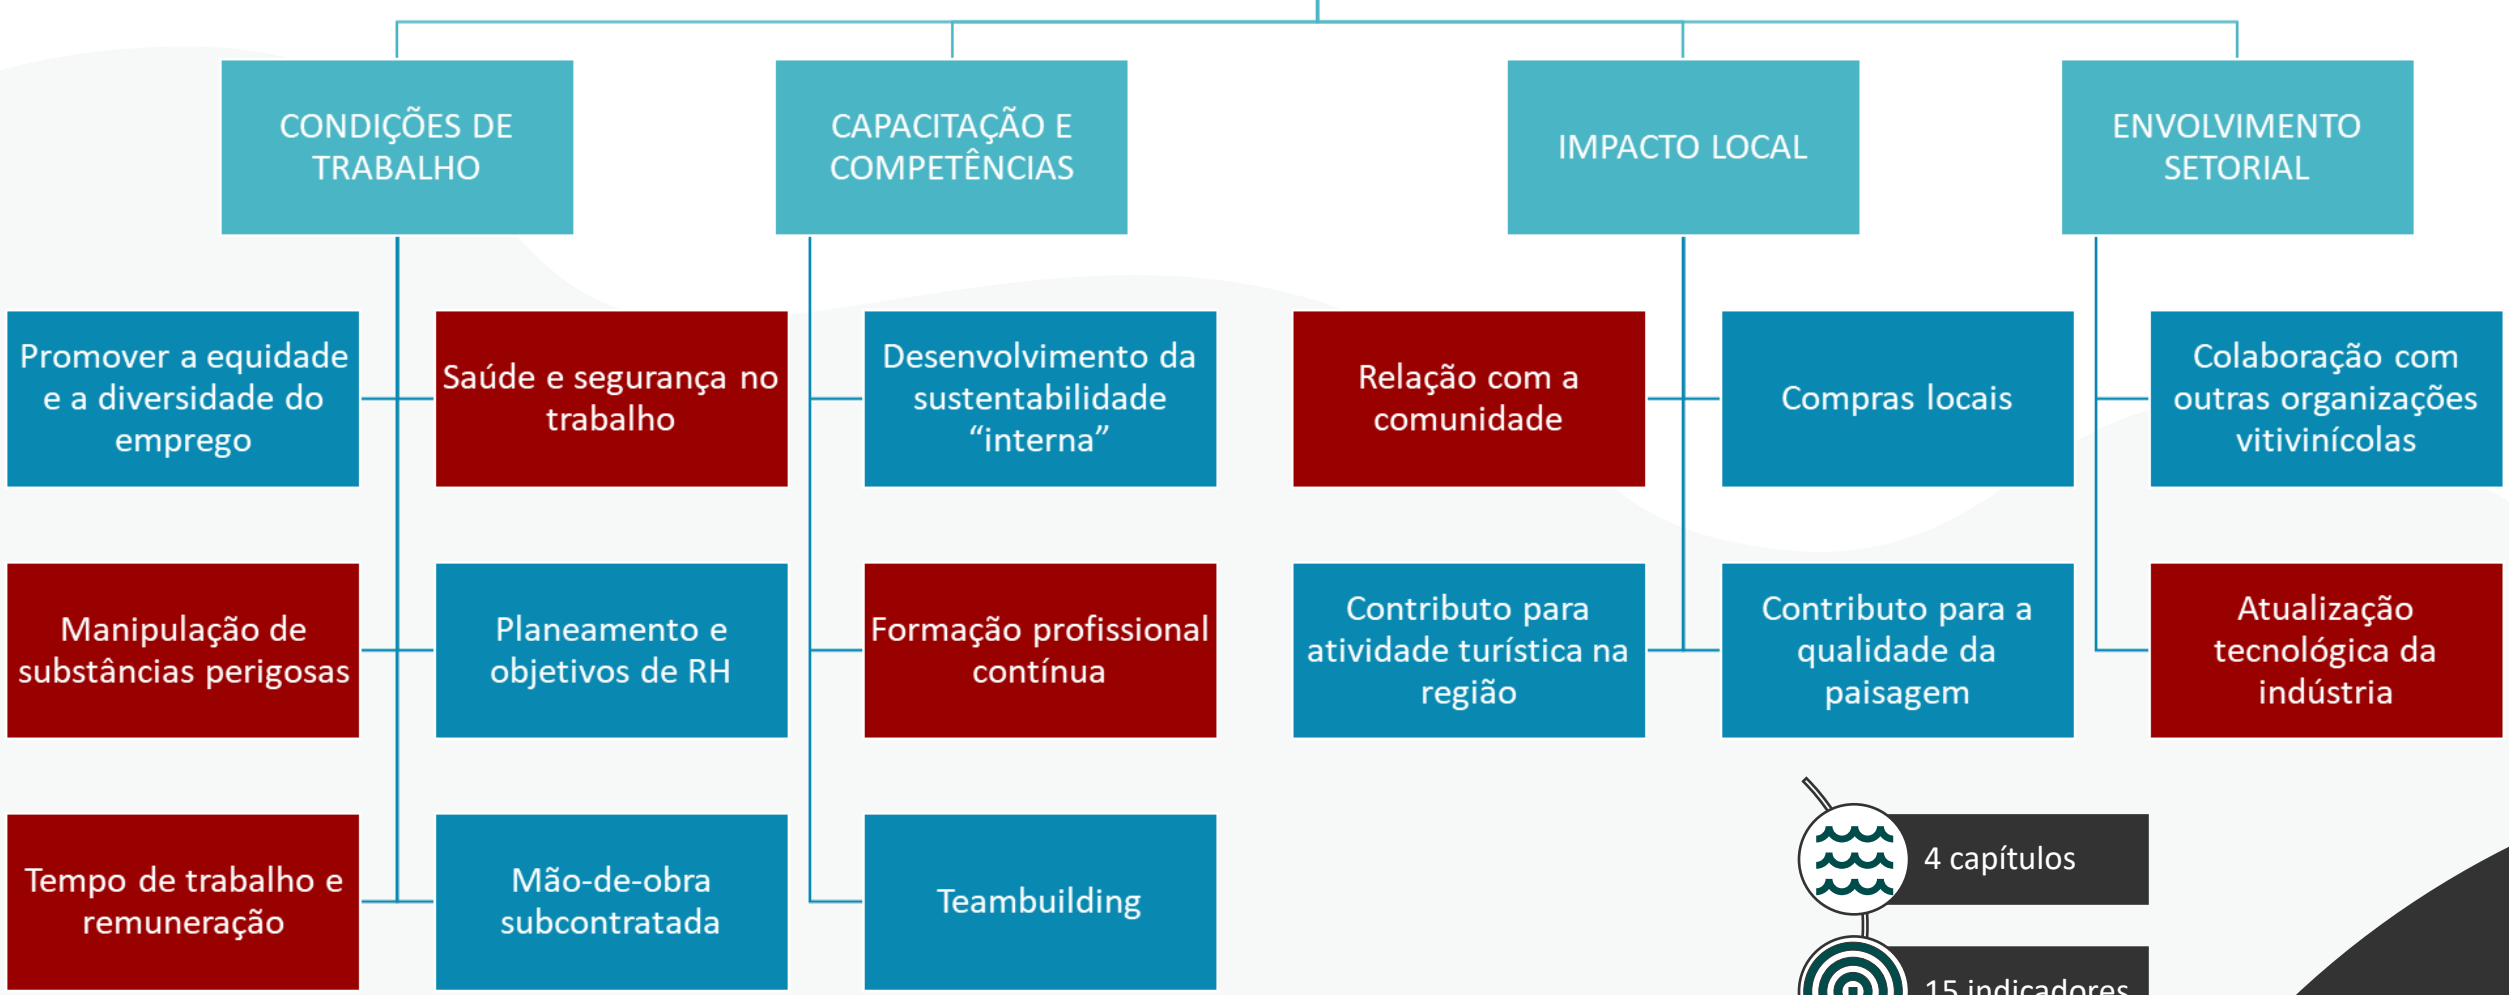 CONDIÇÕES DE
TRABALHO
CAPACITAÇÃO E
COMPETÊNCIAS
IMPACTO LOCAL
ENVOLVIMENTO
SETORIAL
Promover a equidade
e a diversidade do
emprego
Saúde e segurança no
trabalho
Desenvolvimento da
sustentabilidade
“interna”
Relação com a
comunidade
Compras locais
Colaboração com
outras organizações
vitivinícolas
Manipulação de
substâncias perigosas
Planeamento e
objetivos de RH
Formação profissional
contínua
Contributo para
atividade turística na
região
Contributo para a
qualidade da
paisagem
Atualização
tecnológica da
indústria
Tempo de trabalho e
remuneração
Mão-de-obra
subcontratada
Teambuilding
4 capítulos
15 indicadores